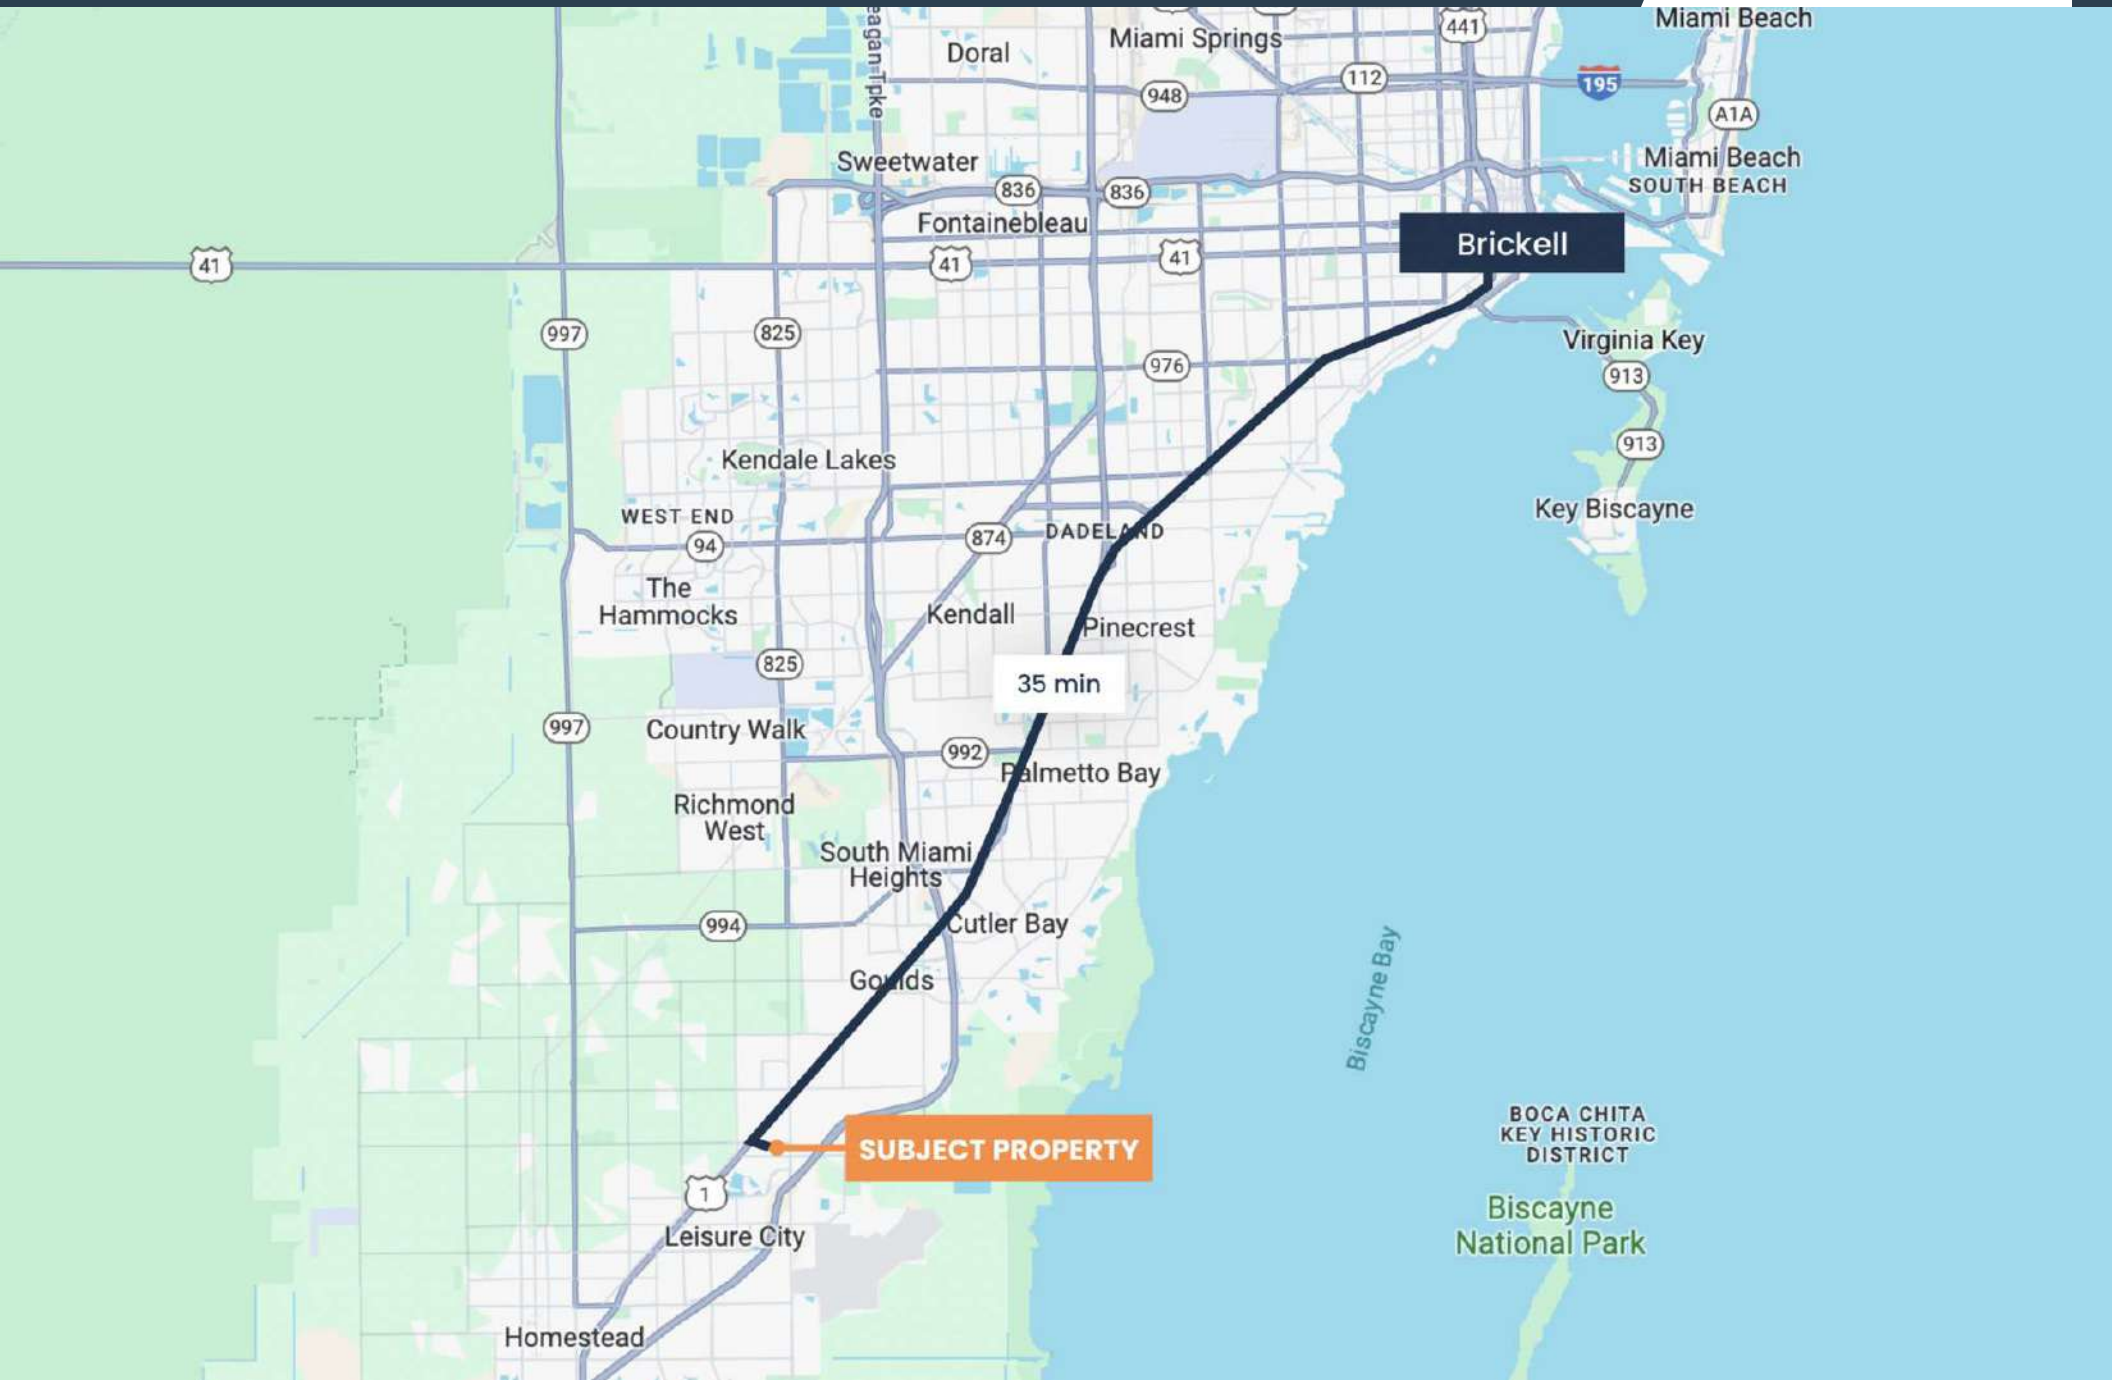 Miami Beach
441
Miami Springs
Doral
eagan Tpke
112
195
948
A1A
Sweetwater
Miami Beach
SOUTH BEACH
836
836
Fontainebleau
Brickell
41
41
41
997
825
Virginia Key
976
913
913
Kendale Lakes
Key Biscayne
WEST END
94
874
DADELAND
The
Hammocks
Kendall
Pinecrest
825
35 min
997
Country Walk
992
Palmetto Bay
Richmond
West
South Miami
Heights
994
Cutler Bay
Goulds
Biscayne Bay
SUBJECT PROPERTY
BOCA CHITA
KEY HISTORIC
DISTRICT
1
Leisure City
Biscayne
National Park
Homestead